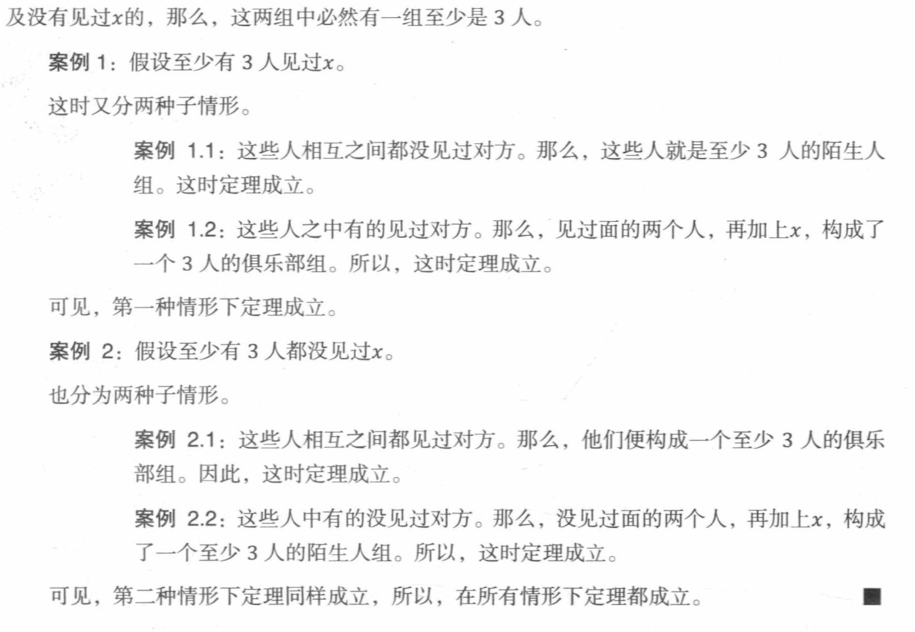 及没有见过x的，那么，这两组中必然有一组至少是 3 人。
案例 1：假设至少有 3 人见过x。
这时又分两种子情形。
案例 1.1：这些人相互之间都没见过对方。那么，这些人就是至少 3 人的陌生人
组。这时定理成立。
案例 1.2：这些人之中有的见过对方。那么，见过面的两个人，再加上x，构成了
一个 3 人的俱乐部组。所以，这时定理成立。
可见，第一种情形下定理成立。
案例 2：假设至少有 3 人都没见过x。
也分为两种子情形。
案例 2.1：这些人相互之间都见过对方。那么，他们便构成一个至少 3 人的俱乐
部组。因此，这时定理成立。
案例 2.2：这些人中有的没见过对方。那么，没见过面的两个人，再加上x，构成
了一个至少 3 人的陌生人组。所以，这时定理成立。
可见，第二种情形下定理同样成立，所以，在所有情形下定理都成立。 ■